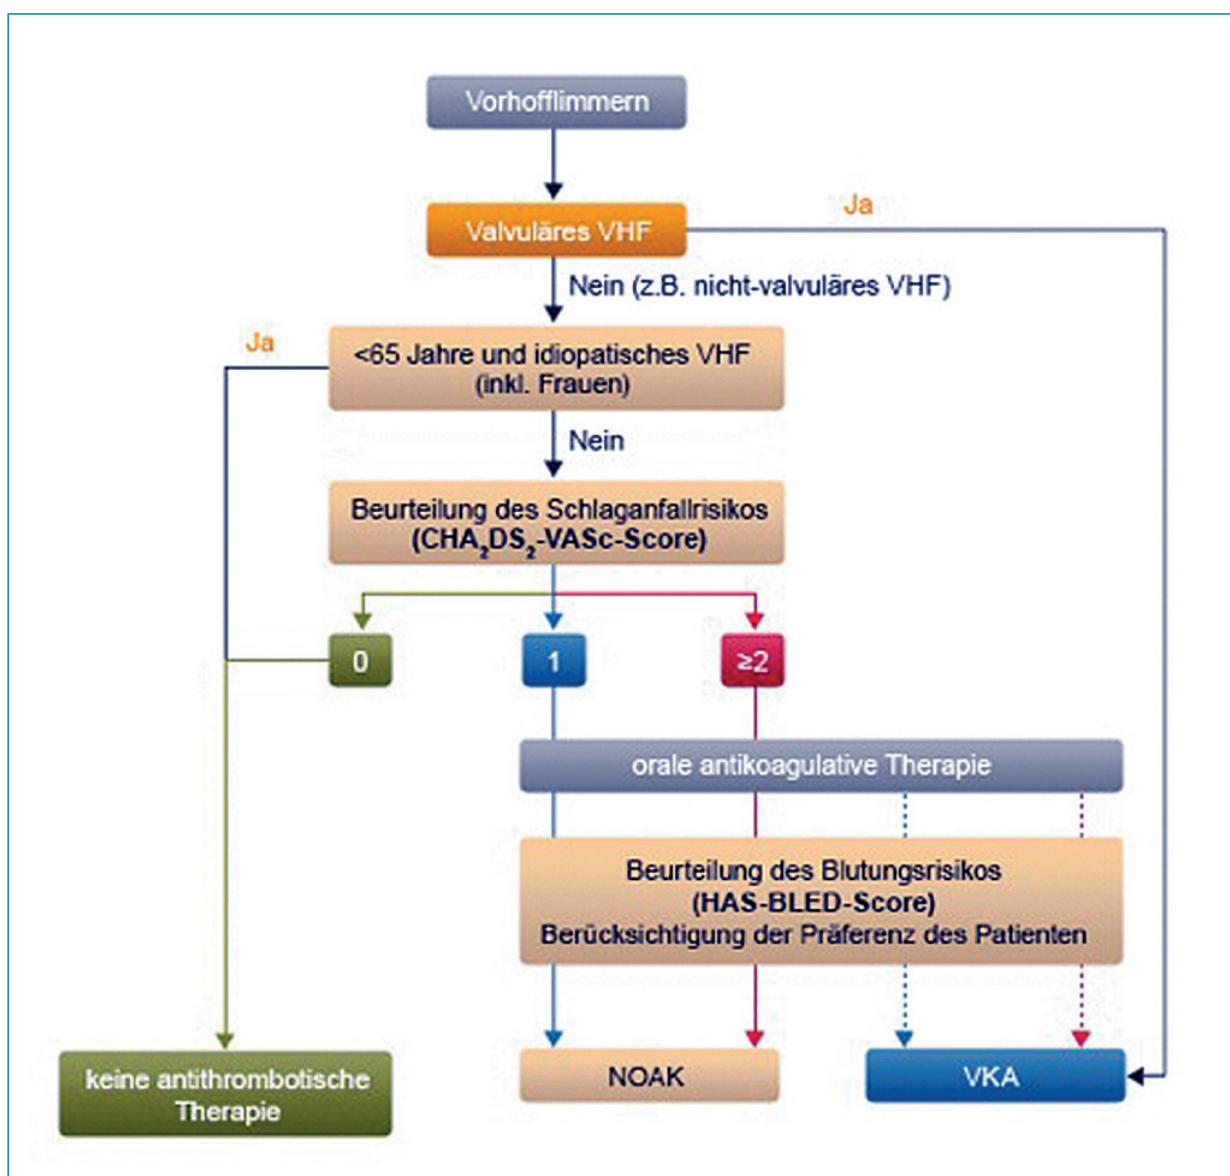 Vorhofflimmern
Ja
Valvuläres VHF
Nein (z.B. nicht-valvuläres VHF)
Ja
<65 Jahre und idiopatisches VHF
(inkl. Frauen)
Nein
Beurteilung des Schlaganfallrisikos
(CHA₂DS₂-VASc-Score)
0
1
≥2
orale antikoagulative Therapie
Beurteilung des Blutungsrisikos
(HAS-BLED-Score)
Berücksichtigung der Präferenz des Patienten
keine antithrombotische
Therapie
NOAK
VKA